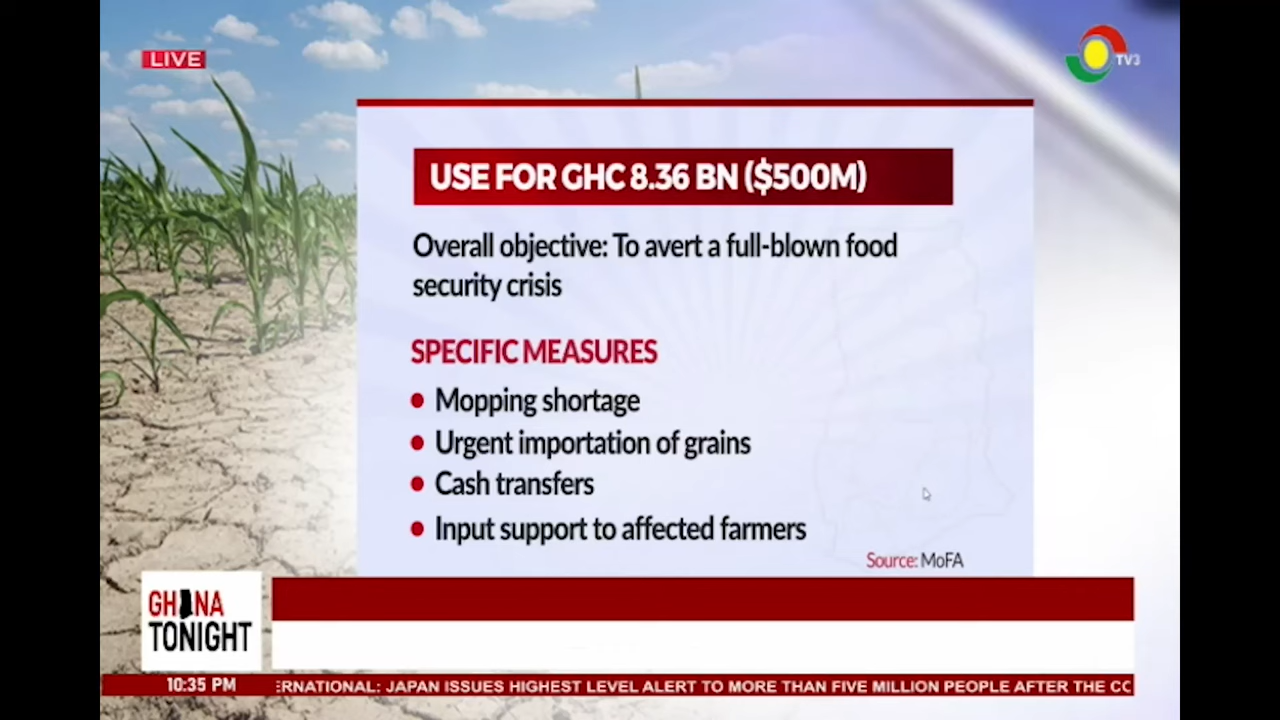 LIVE
TV3
USE FOR GHC 8.36 BN ($500M)
Overall objective: To avert a full-blown food
security crisis
SPECIFIC MEASURES
• Mopping shortage
• Urgent importation of grains
• Cash transfers
• Input support to affected farmers
Source: MoFA
GHANA
TONIGHT
10:35 PM
ERNATIONAL: JAPAN ISSUES HIGHEST LEVEL ALERT TO MORE THAN FIVE MILLION PEOPLE AFTER THE CO